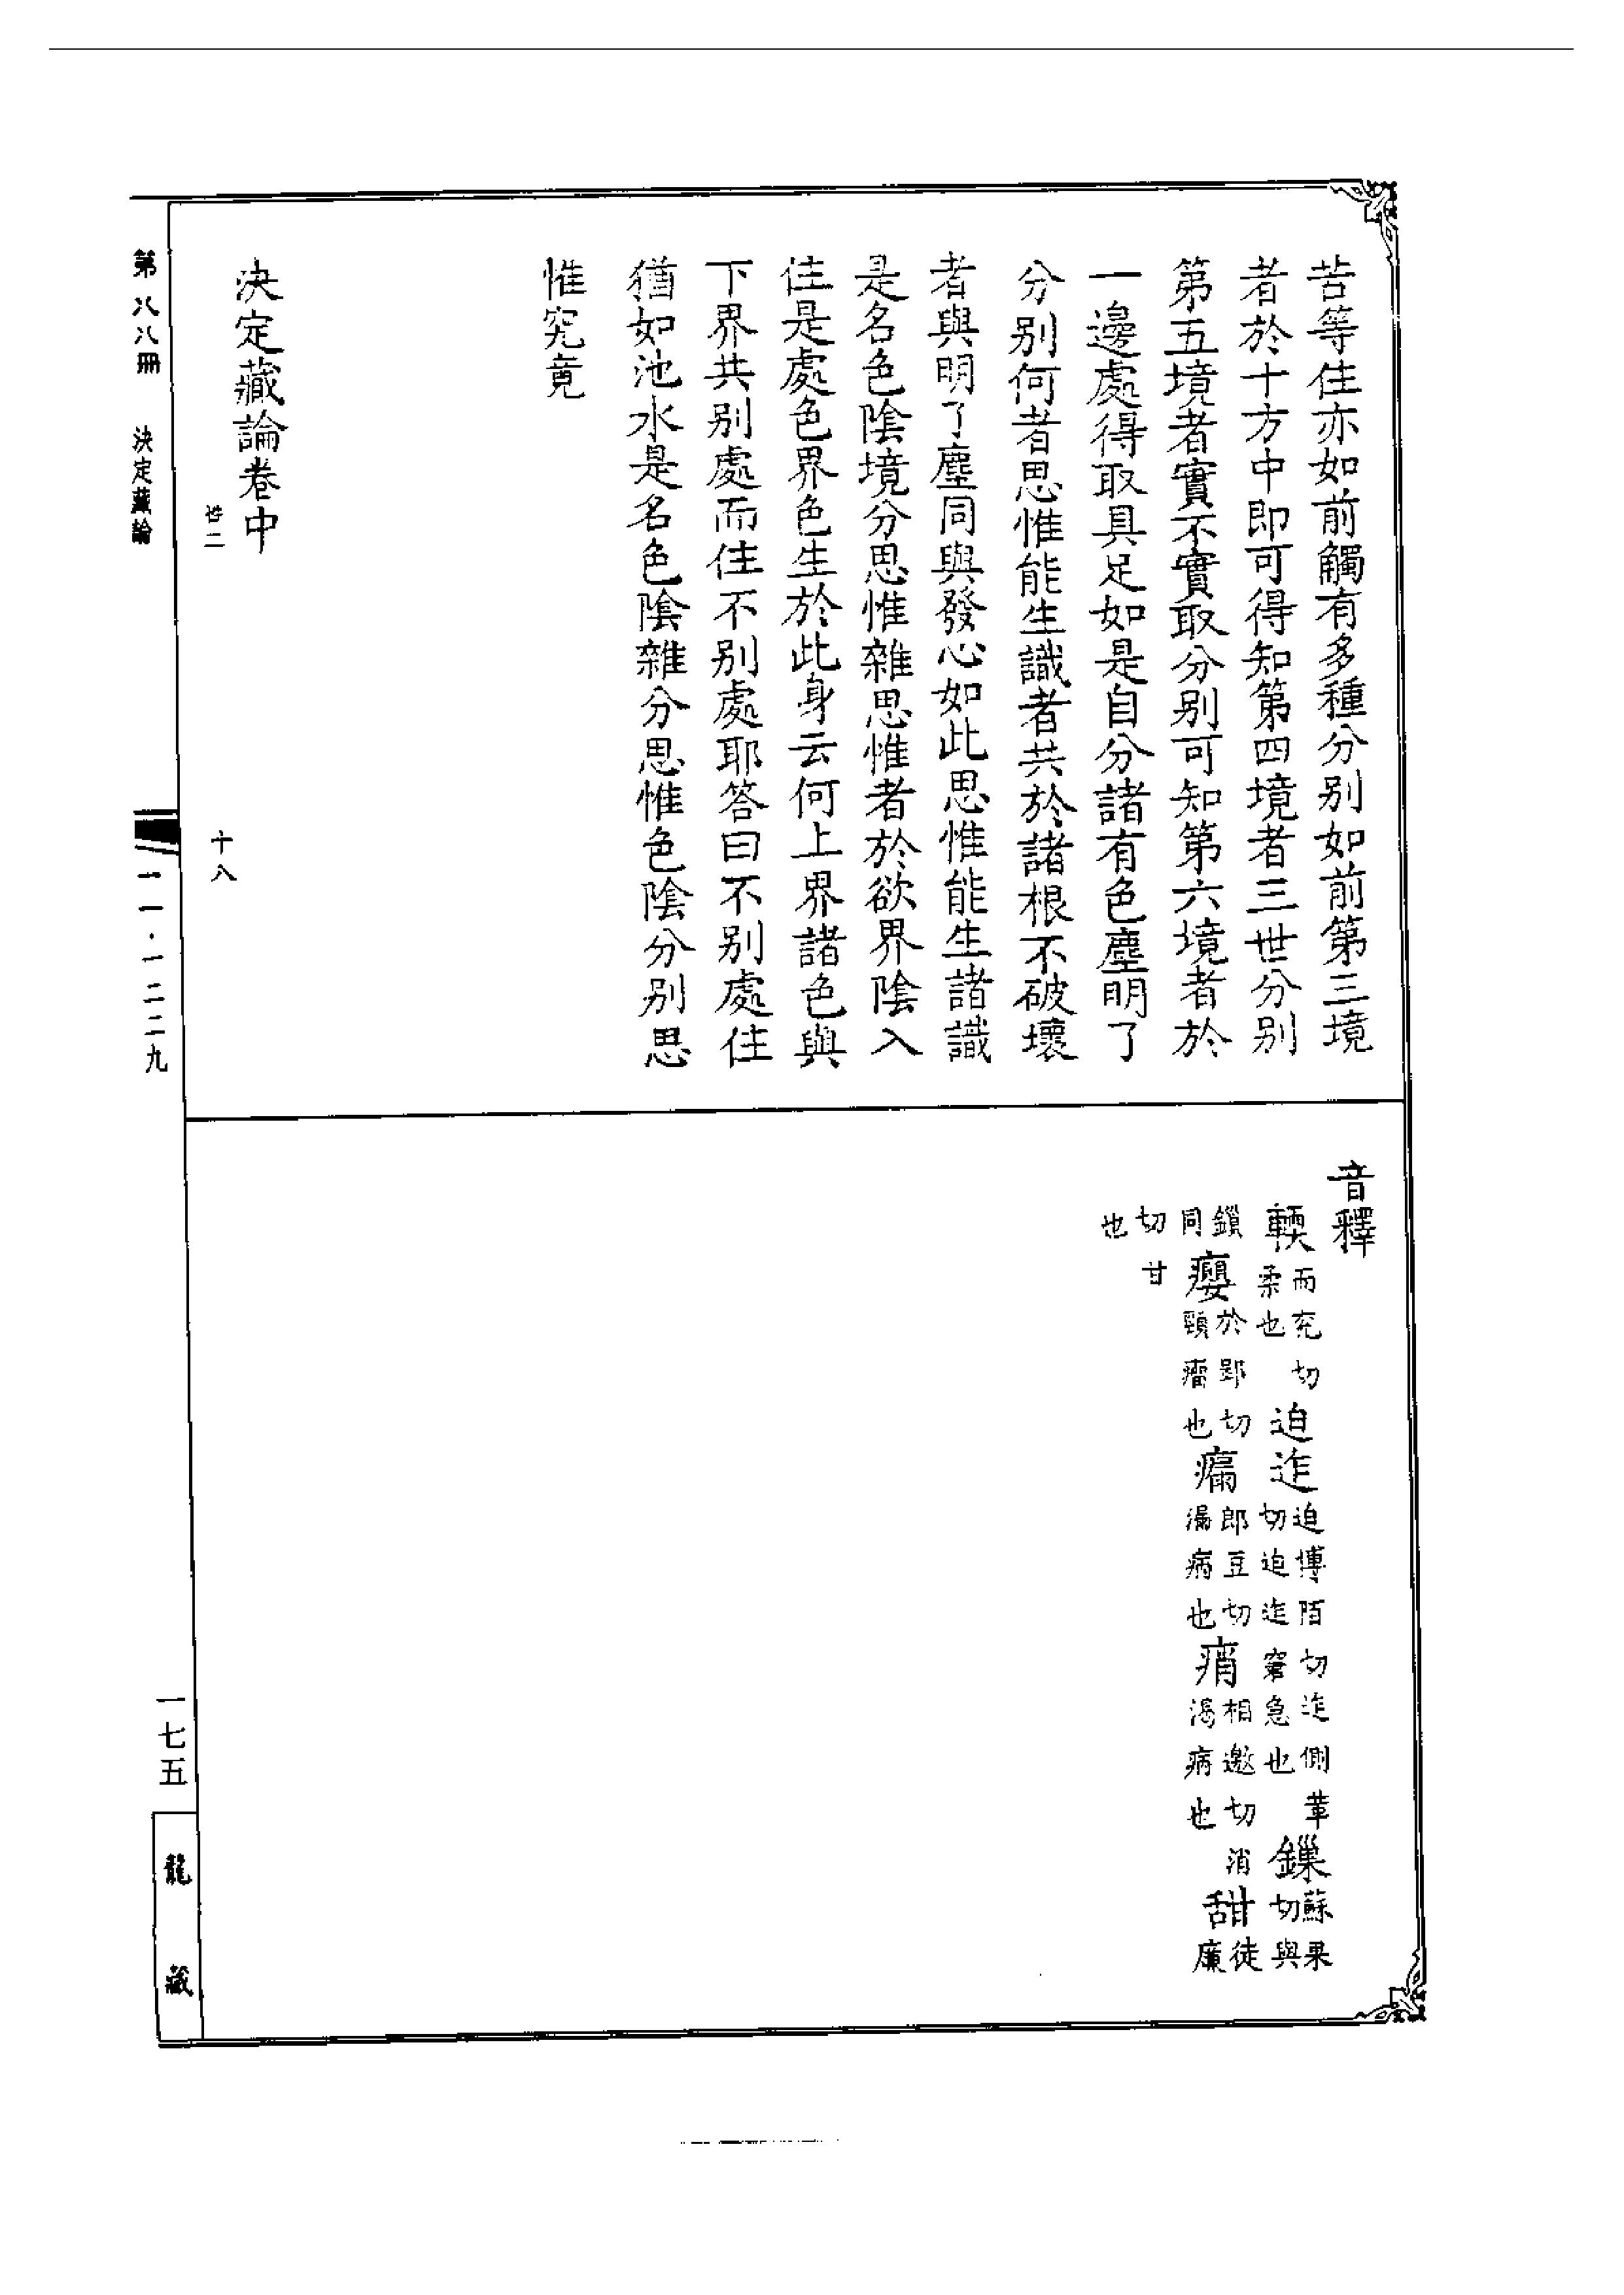 苦等住亦如前觸有多種分别如前第三境
者於十方中即可得知第四境者三世分别
第五境者實不實取分别可知第六境者於
一邊處得取具足如是自分諸有色塵明了
分别何者思惟能生識者共於諸根不破壞
者與明了塵同與發心如此思惟能生諸識
是名色陰境分思惟雜思惟者於欲界陰入
住是處色界色生於此身云何上界諸色與
下界共别處而住不别處耶答曰不别處住
猶如池水是名色陰雜分思惟色陰分别思
惟究竟
決定藏論卷中
十八
音釋
輭而兗切柔也 迫迮迫博陌切迮側革切迫迮窘急也 鏁蘇果切與
鎖同 癭於郢切頸瘤也 瘺郎豆切漏病也 痟相邀切消渴病也 甜徒廉
切甘也
第八八冊 決定藏論
一一·一二二九
一七五
龍藏